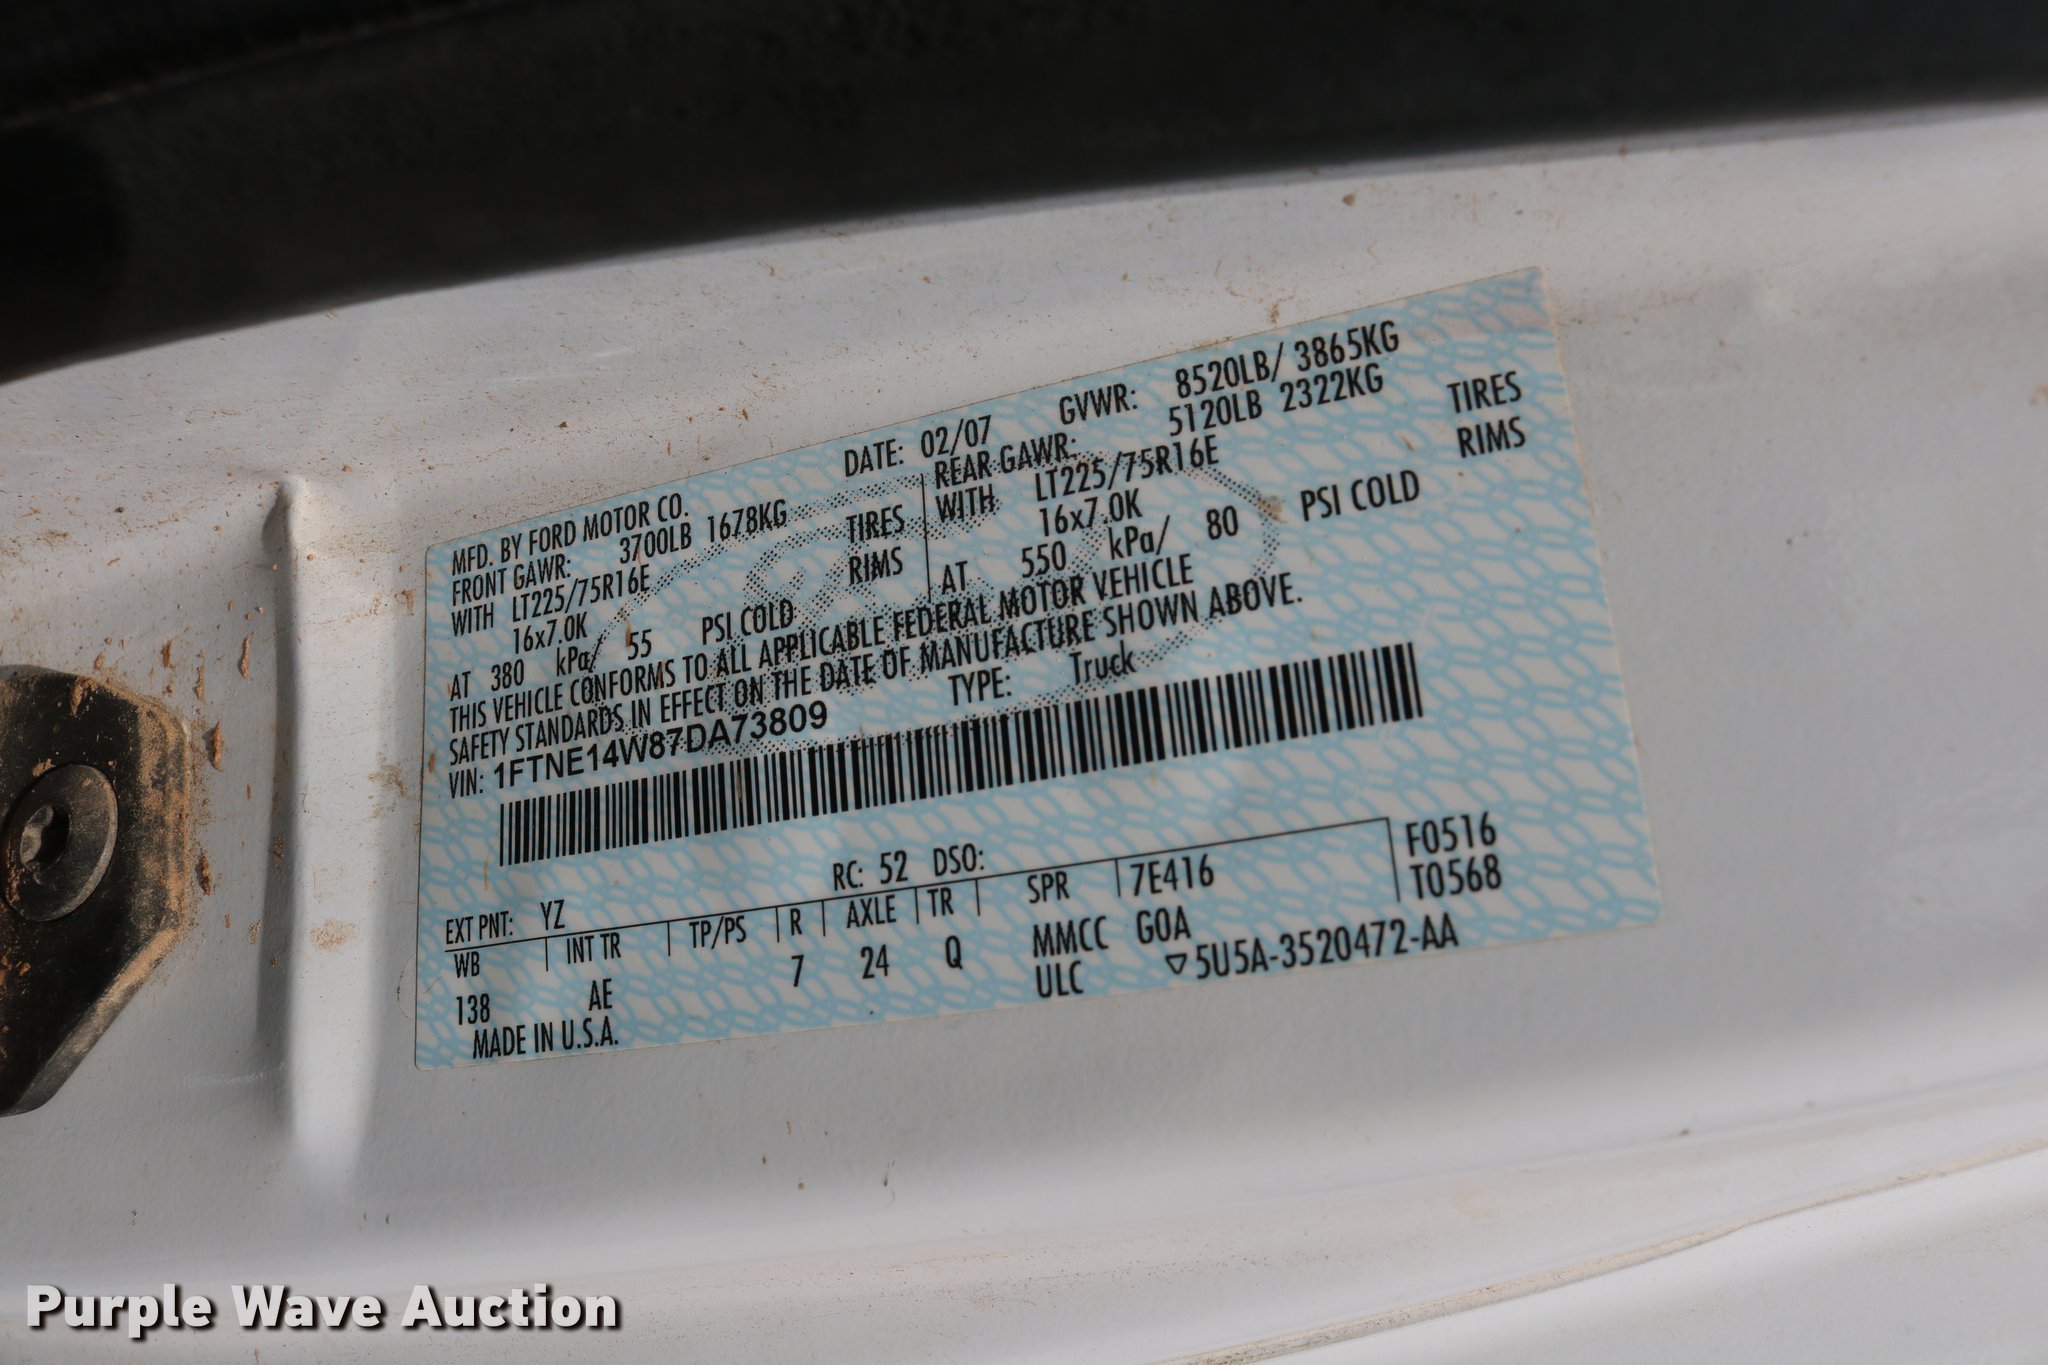 MFD. BY FORD MOTOR CO.
DATE: 02/07 GVWR: 8520LB/ 3865KG
FRONT GAWR: 3700LB 1678KG
REAR GAWR: 5120LB 2322KG
WITH LT225/75R16E TIRES
WITH LT225/75R16E TIRES
16x7.0K RIMS
16x7.0K RIMS
AT 380 kPa/ 55 PSI COLD
AT 550 kPa/ 80 PSI COLD
THIS VEHICLE CONFORMS TO ALL APPLICABLE FEDERAL MOTOR VEHICLE
SAFETY STANDARDS IN EFFECT ON THE DATE OF MANUFACTURE SHOWN ABOVE.
VIN: 1FTNE14W87DA73809 TYPE: Truck
F0516
T0568
EXT PNT: YZ RC: 52 DSO:
WB INT TR TP/PS R AXLE TR SPR 7E416
138 AE 7 24 Q MMCC G0A
MADE IN U.S.A. ULC ▽5U5A-3520472-AA
Purple Wave Auction